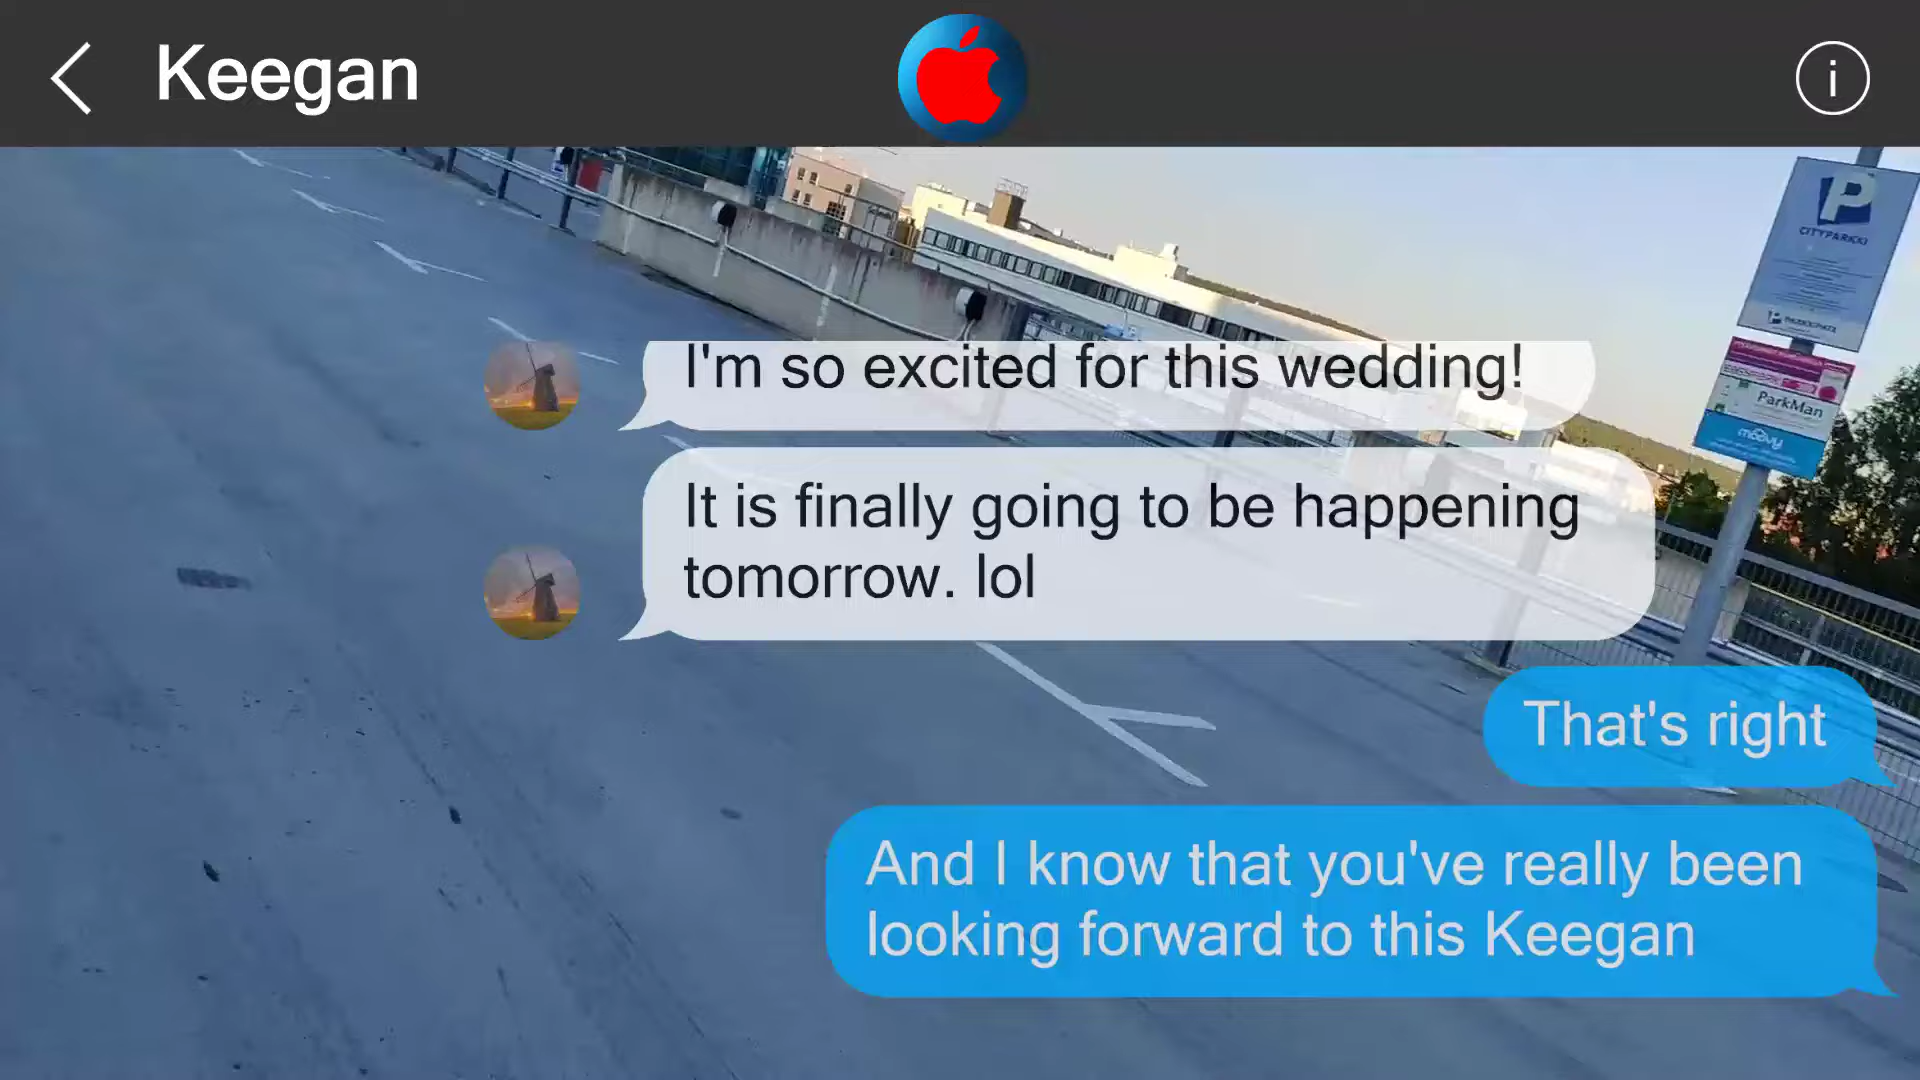 Keegan
i
P
CITYPARKKI
I'm so excited for this wedding!
ParkMan
moovy
It is finally going to be happening
tomorrow. lol
That's right
And I know that you've really been
looking forward to this Keegan